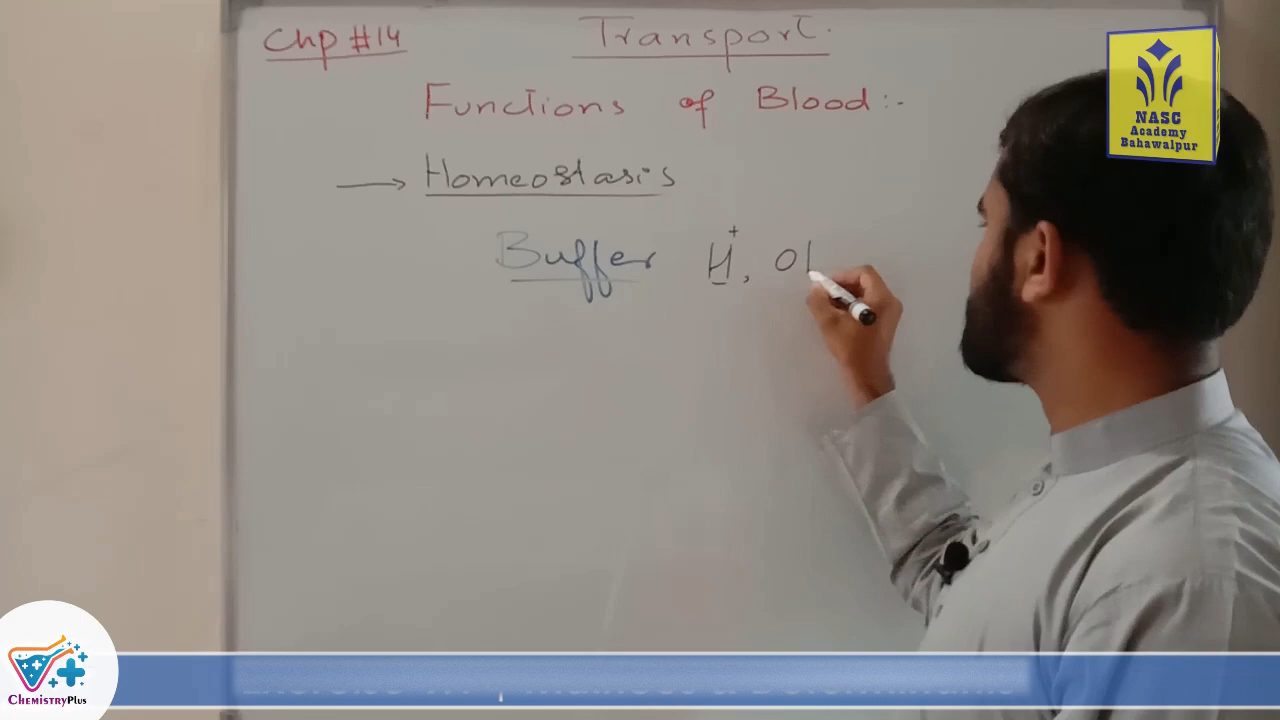 Chp #14 Transport.
Functions of Blood:-
→ Homeostasis
Buffer H⁺, OH
NASC
Academy
Bahawalpur
CHEMISTRYPLUS